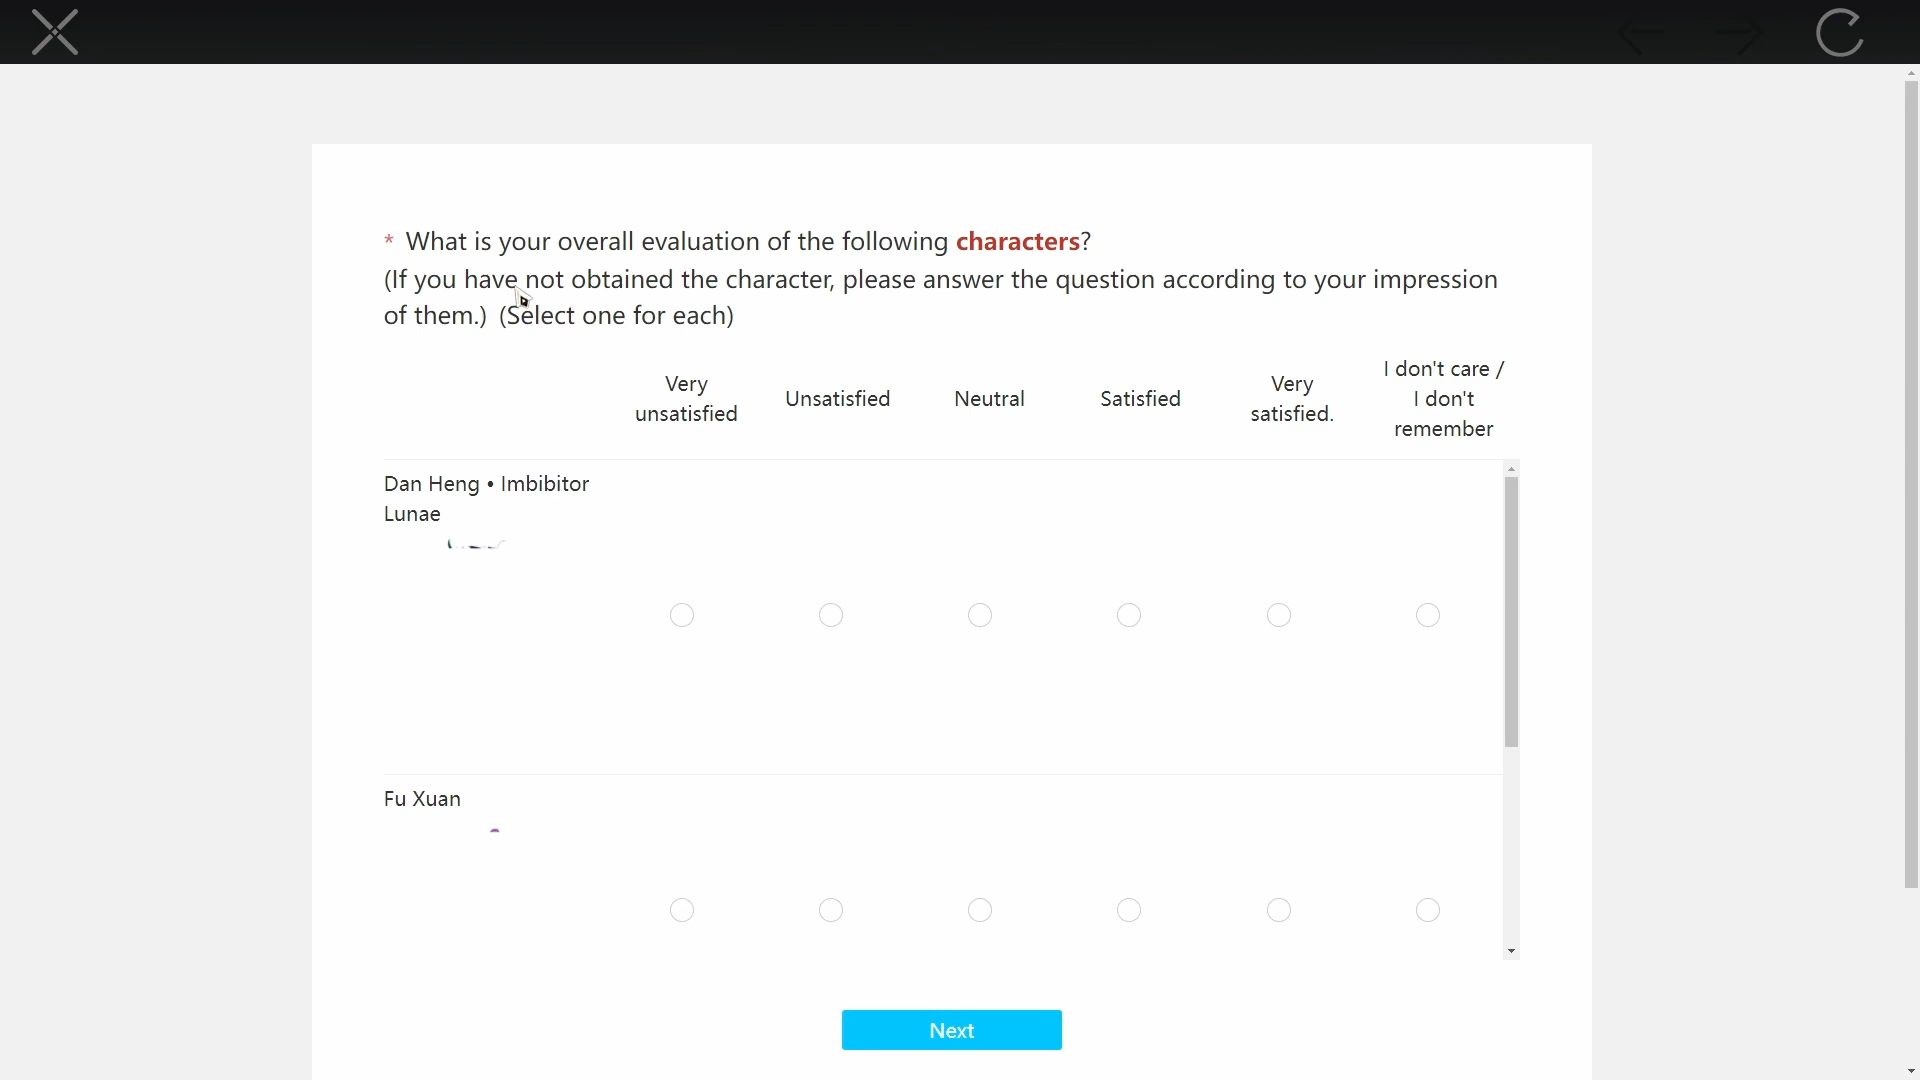 * What is your overall evaluation of the following characters?
(If you have not obtained the character, please answer the question according to your impression
of them.) (Select one for each)
Very
unsatisfied
Unsatisfied
Neutral
Satisfied
Very
satisfied.
I don't care /
I don't
remember
Dan Heng • Imbibitor
Lunae
Fu Xuan
Next